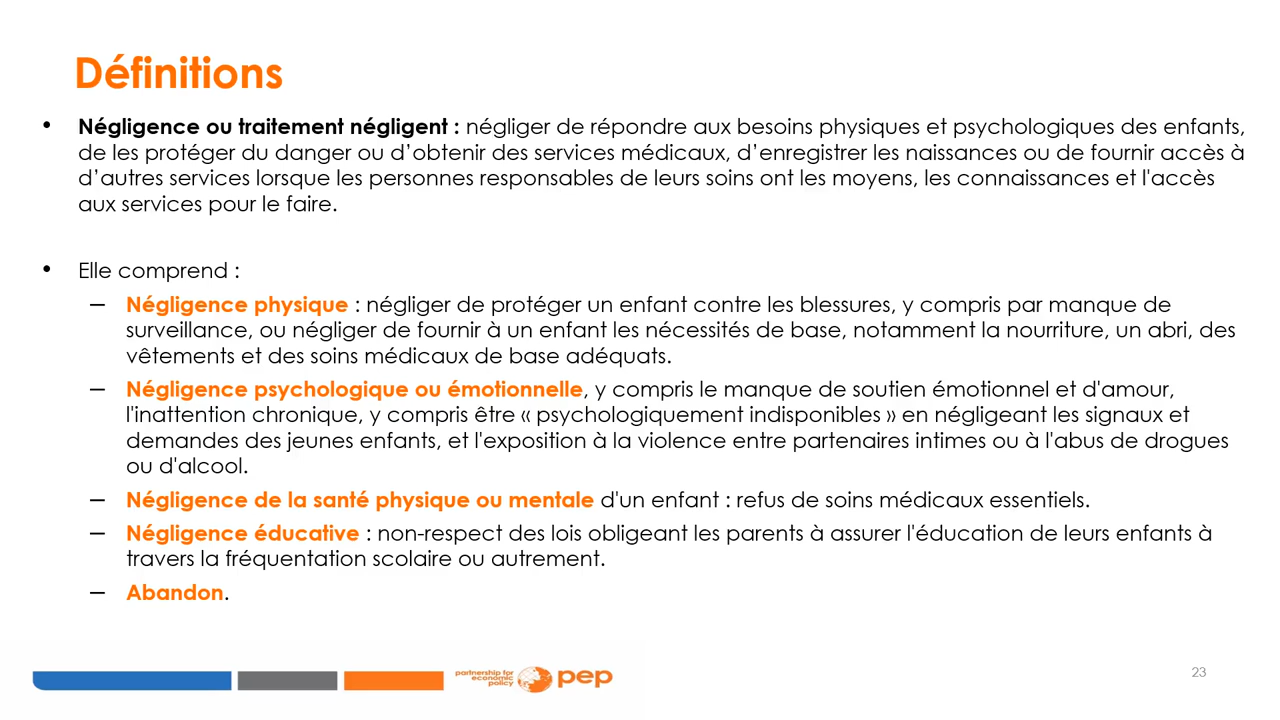 Définitions
• Négligence ou traitement négligent : négliger de répondre aux besoins physiques et psychologiques des enfants,
de les protéger du danger ou d’obtenir des services médicaux, d’enregistrer les naissances ou de fournir accès à
d’autres services lorsque les personnes responsables de leurs soins ont les moyens, les connaissances et l'accès
aux services pour le faire.
• Elle comprend :
– Négligence physique : négliger de protéger un enfant contre les blessures, y compris par manque de
surveillance, ou négliger de fournir à un enfant les nécessités de base, notamment la nourriture, un abri, des
vêtements et des soins médicaux de base adéquats.
– Négligence psychologique ou émotionnelle, y compris le manque de soutien émotionnel et d'amour,
l'inattention chronique, y compris être « psychologiquement indisponibles » en négligeant les signaux et
demandes des jeunes enfants, et l'exposition à la violence entre partenaires intimes ou à l'abus de drogues
ou d'alcool.
– Négligence de la santé physique ou mentale d'un enfant : refus de soins médicaux essentiels.
– Négligence éducative : non-respect des lois obligeant les parents à assurer l'éducation de leurs enfants à
travers la fréquentation scolaire ou autrement.
– Abandon.
partnership for
economic
policy
pep
23